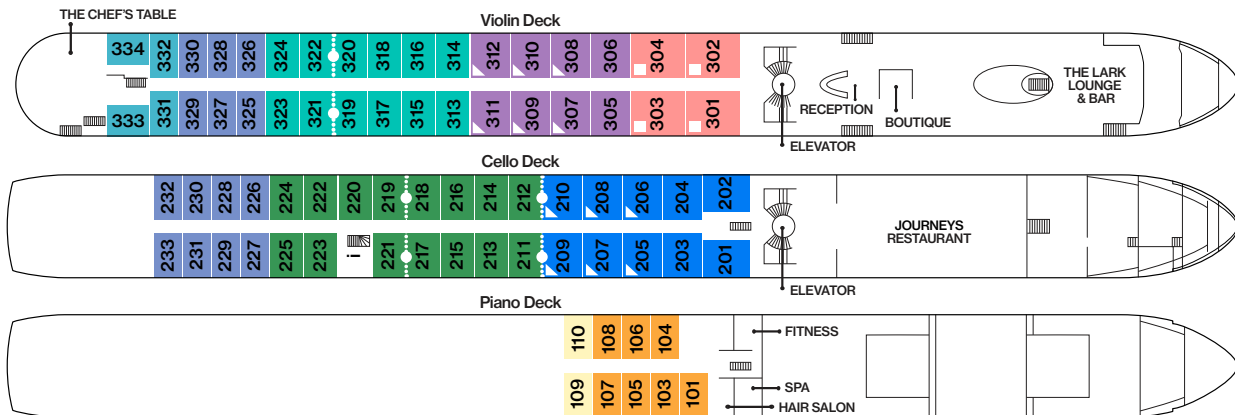 THE CHEF'S TABLE
Violin Deck
334 332 330 328 326 324 322 320 318 316 314 312 310 308 306 304 302
333 331 329 327 325 323 321 319 317 315 313 311 309 307 305 303 301
RECEPTION
BOUTIQUE
THE LARK
LOUNGE
& BAR
ELEVATOR
Cello Deck
232 230 228 226 224 222 220 219 218 216 214 212 210 208 206 204 202
233 231 229 227 225 223 i 221 217 215 213 211 209 207 205 203 201
JOURNEYS
RESTAURANT
ELEVATOR
Piano Deck
110 108 106 104
109 107 105 103 101
FITNESS
SPA
HAIR SALON